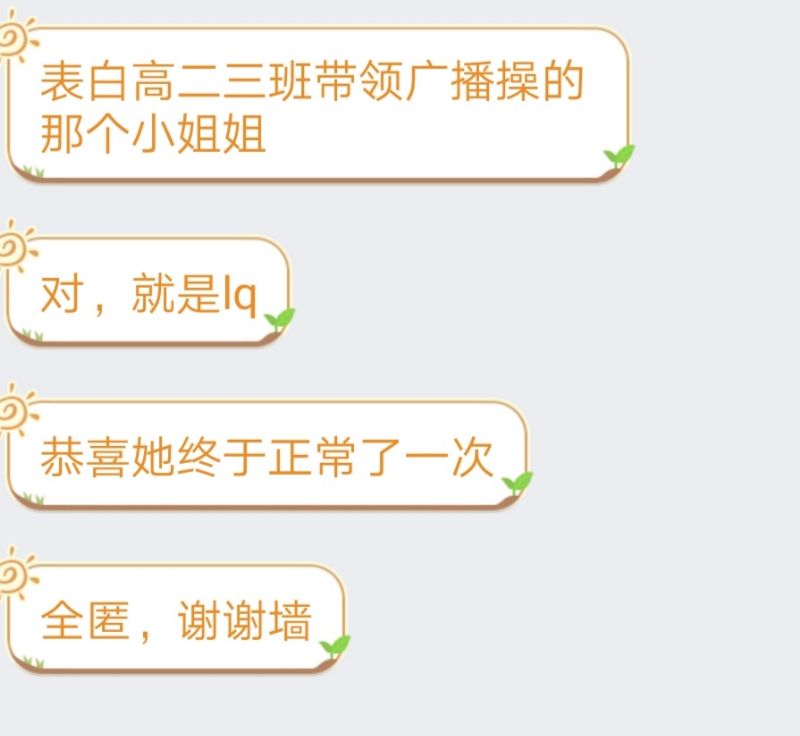 表白高二三班带领广播操的
那个小姐姐
对，就是lq
恭喜她终于正常了一次
全匿，谢谢墙